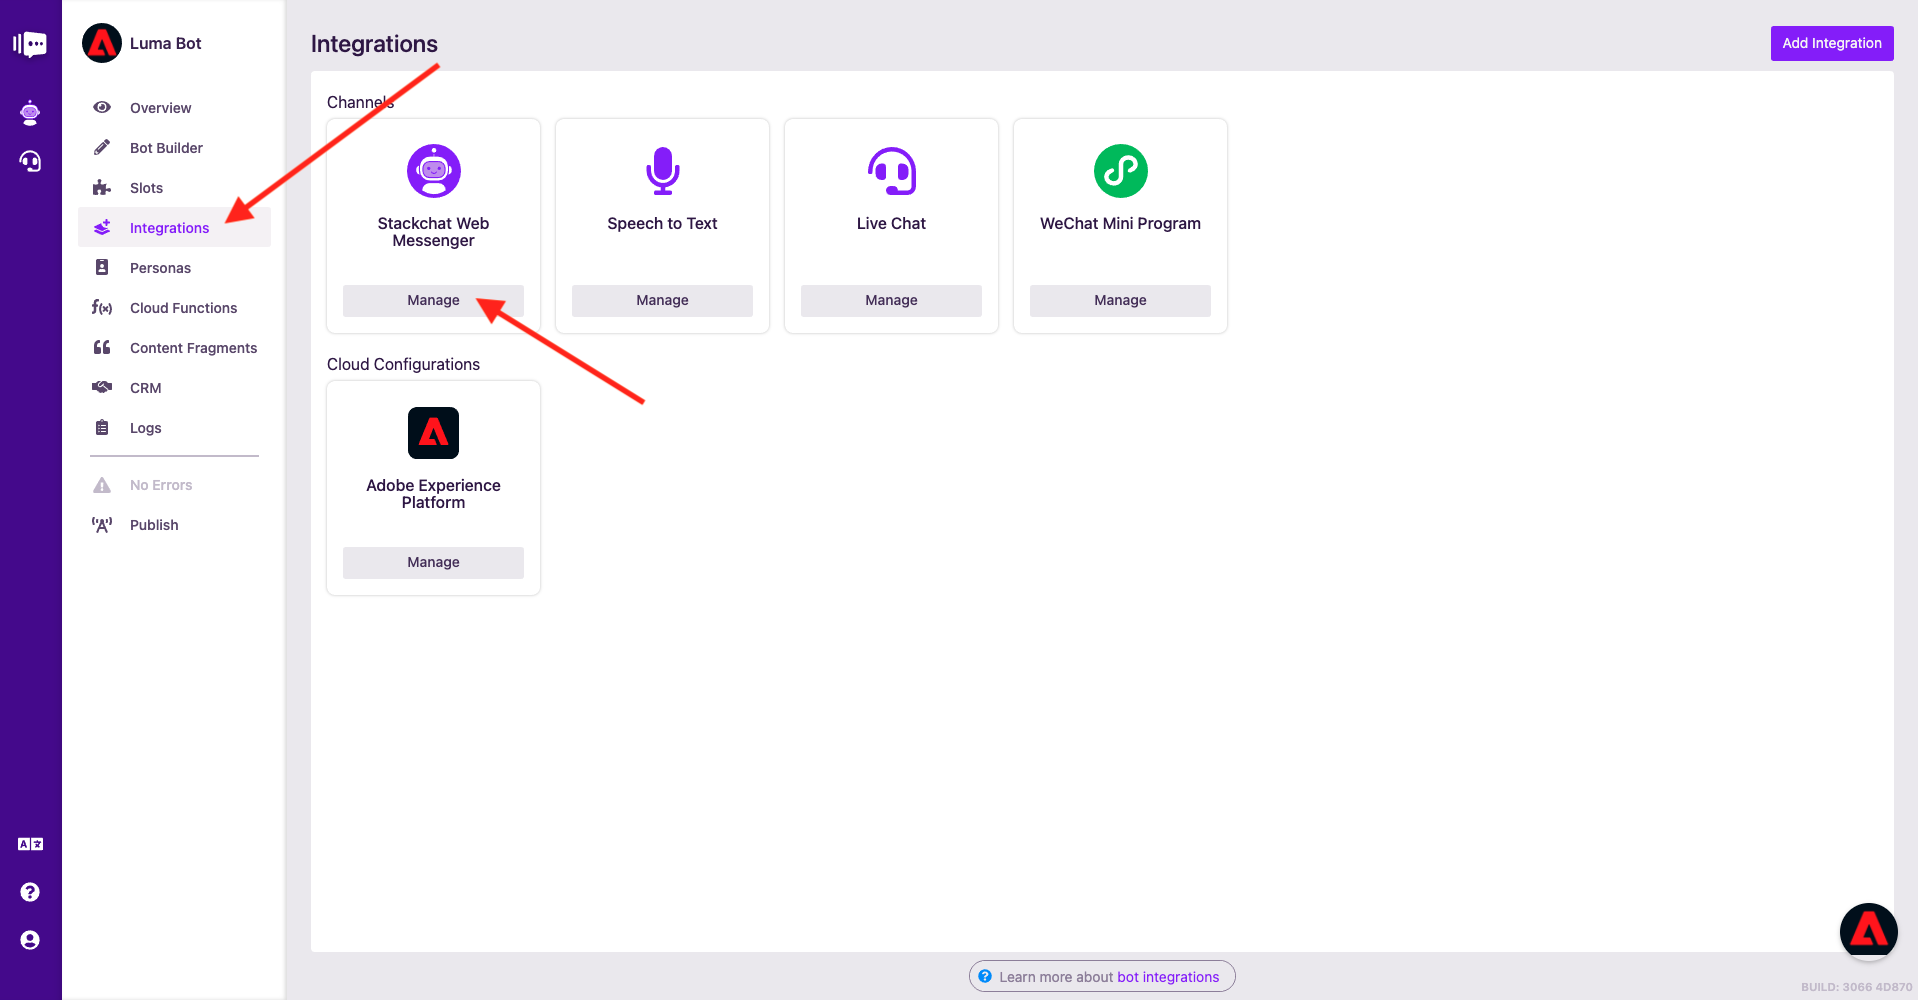 Luma Bot
Overview
Bot Builder
Slots
Integrations
Personas
Cloud Functions
Content Fragments
CRM
Logs
No Errors
Publish
Integrations
Add Integration
Channels
Stackchat Web
Messenger
Manage
Speech to Text
Manage
Live Chat
Manage
WeChat Mini Program
Manage
Cloud Configurations
Adobe Experience
Platform
Manage
Learn more about bot integrations
BUILD: 3066 4D870